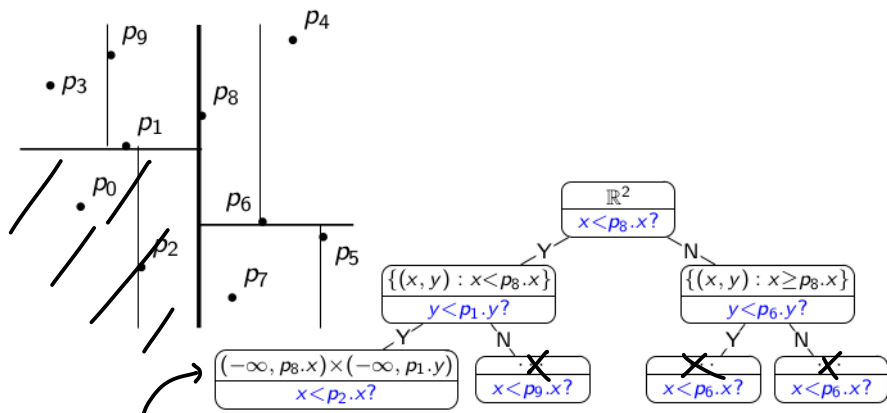 p₄
p₉
p₃
p₈
p₁
p₀
p₆
p₂
p₅
p₇
ℝ²
x<p₈.x?
Y
N
{(x, y) : x<p₈.x}
{(x, y) : x≥p₈.x}
y<p₁.y?
y<p₆.y?
Y
N
Y
N
(−∞, p₈.x)×(−∞, p₁.y)
x<p₂.x?
x<p₉.x?
x<p₆.x?
x<p₆.x?